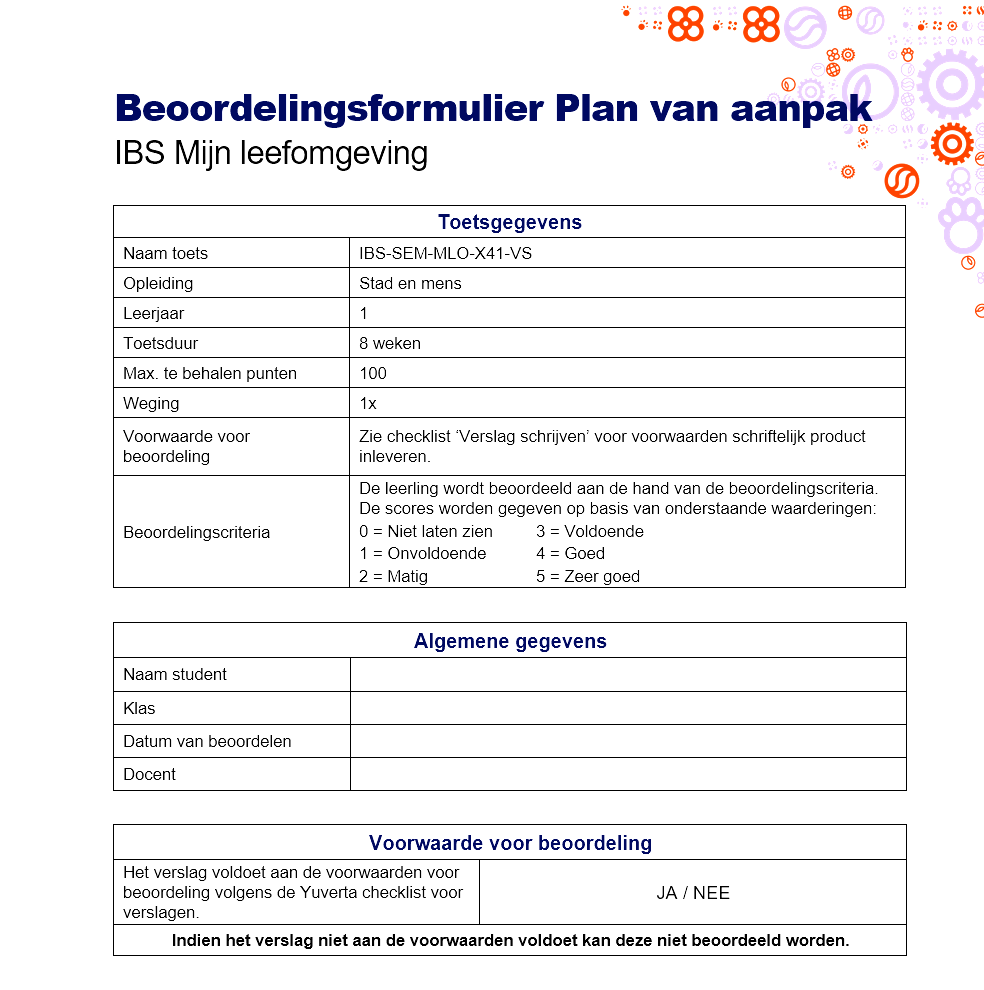 Beoordelingsformulier Plan van aanpak
IBS Mijn leefomgeving
Toetsgegevens
Naam toets IBS-SEM-MLO-X41-VS
Opleiding Stad en mens
Leerjaar 1
Toetsduur 8 weken
Max. te behalen punten 100
Weging 1x
Voorwaarde voor
beoordeling
Zie checklist ‘Verslag schrijven’ voor voorwaarden schriftelijk product
inleveren.
Beoordelingscriteria
De leerling wordt beoordeeld aan de hand van de beoordelingscriteria.
De scores worden gegeven op basis van onderstaande waarderingen:
0 = Niet laten zien 3 = Voldoende
1 = Onvoldoende 4 = Goed
2 = Matig 5 = Zeer goed
Algemene gegevens
Naam student
Klas
Datum van beoordelen
Docent
Voorwaarde voor beoordeling
Het verslag voldoet aan de voorwaarden voor
beoordeling volgens de Yuverta checklist voor
verslagen.
JA / NEE
Indien het verslag niet aan de voorwaarden voldoet kan deze niet beoordeeld worden.